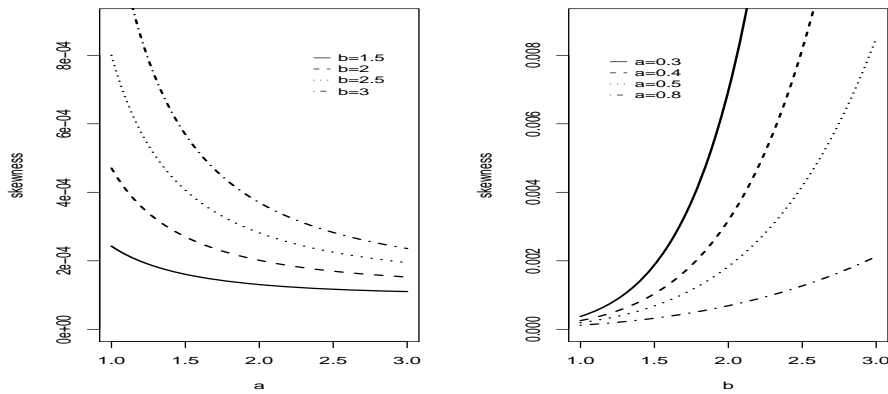 skewness
0e+00
2e-04
4e-04
6e-04
8e-04
b=1.5
b=2
b=2.5
b=3
1.0 1.5 2.0 2.5 3.0
a
skewness
0.000
0.002
0.004
0.006
0.008
a=0.3
a=0.4
a=0.5
a=0.8
1.0 1.5 2.0 2.5 3.0
b